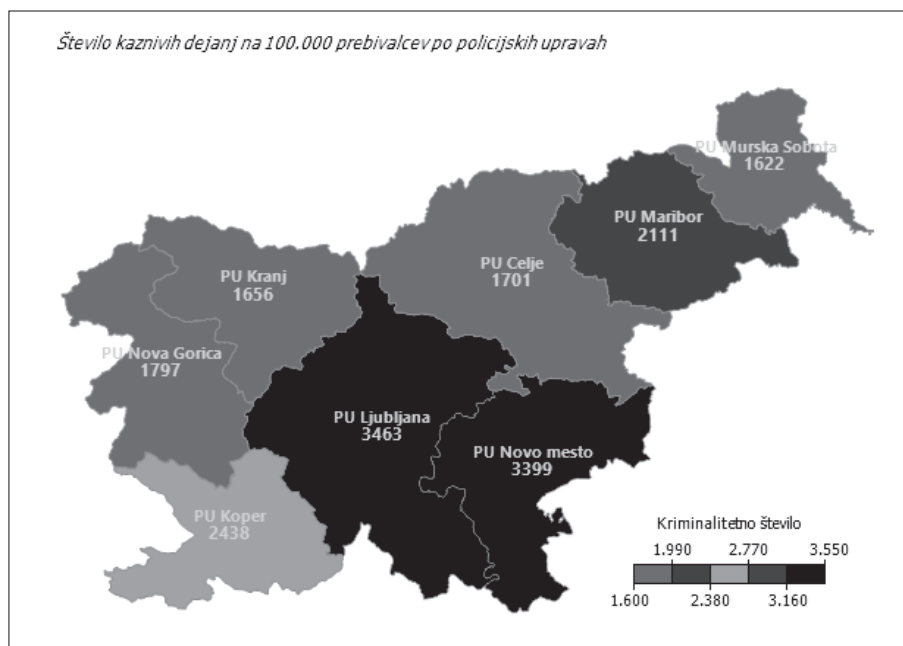 Število kaznivih dejanj na 100.000 prebivalcev po policijskih upravah
PU Murska Sobota
1622
PU Maribor
2111
PU Celje
1701
PU Kranj
1656
PU Nova Gorica
1797
PU Ljubljana
3463
PU Novo mesto
3399
PU Koper
2438
Kriminalitetno število
1.990 2.770 3.550
1.600 2.380 3.160